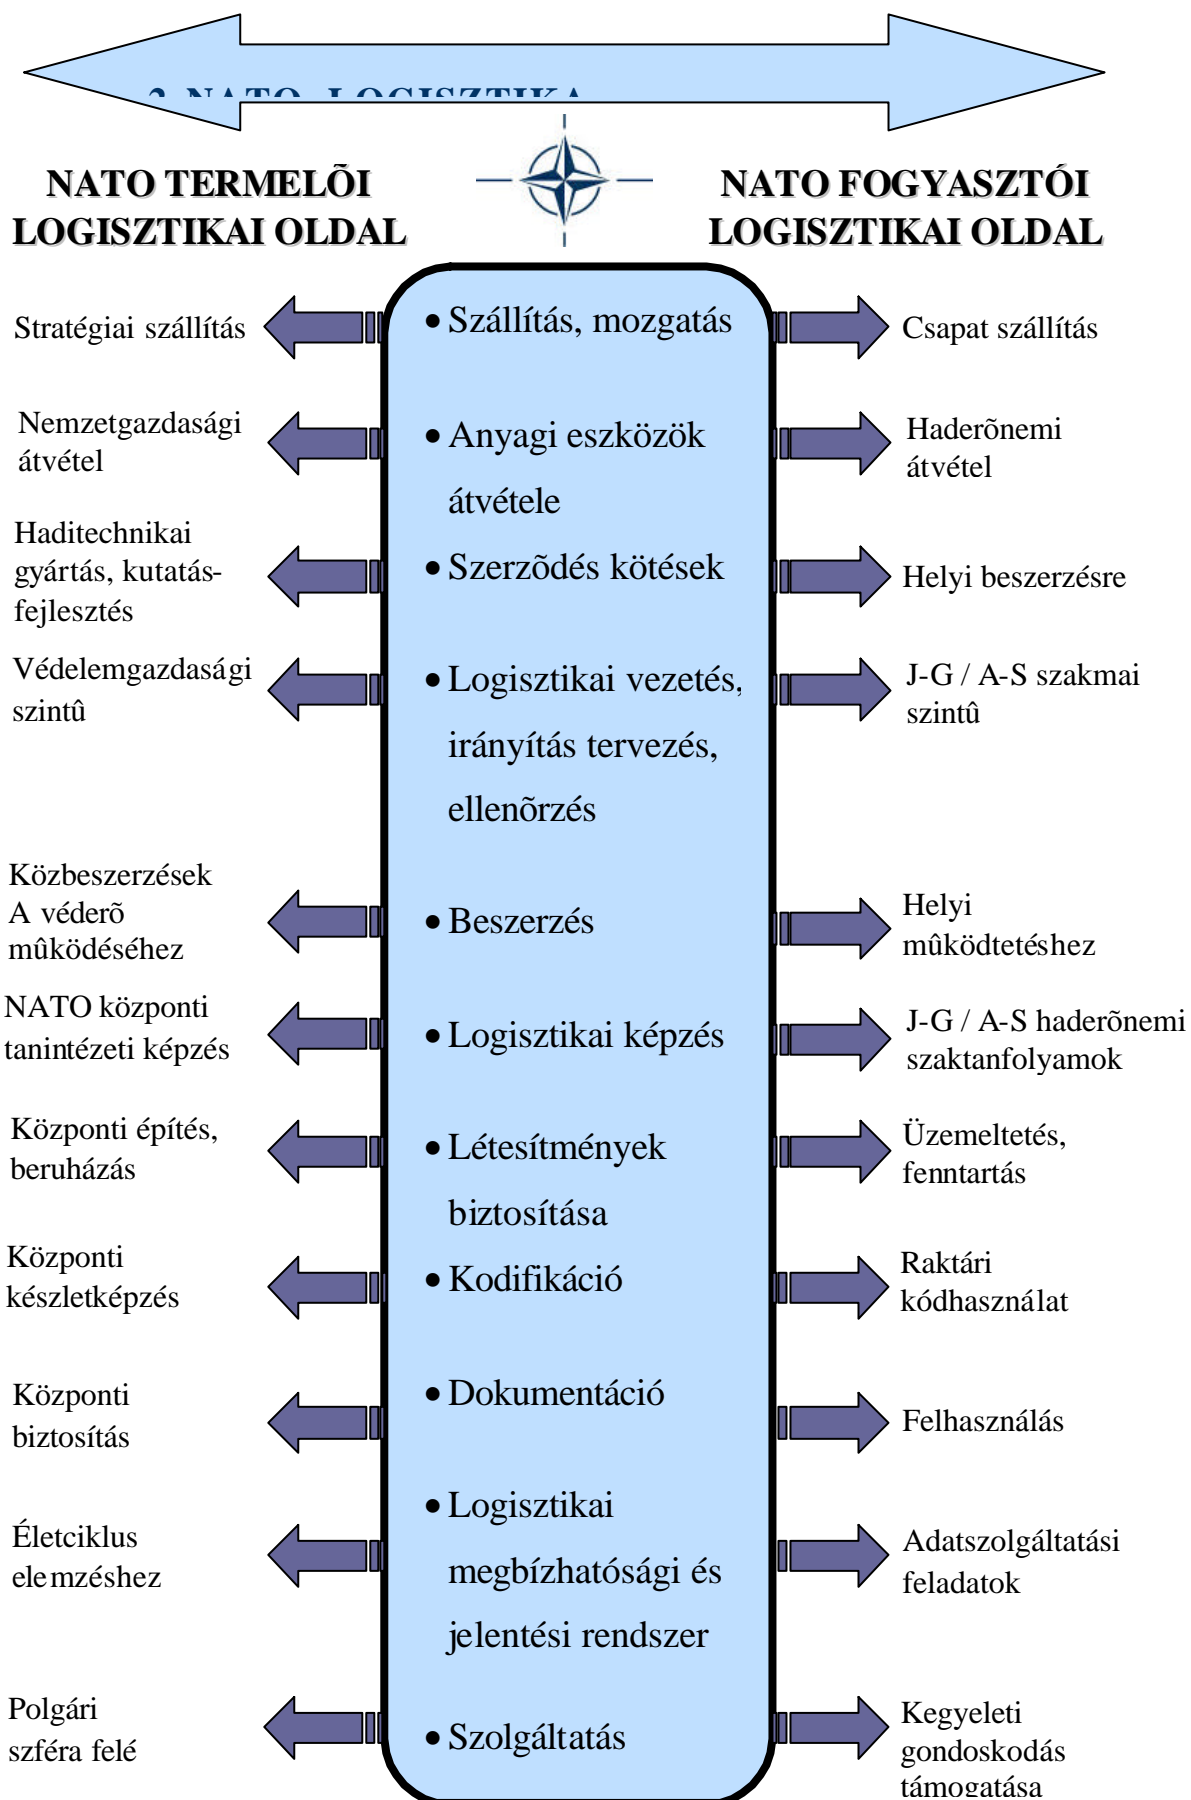 2. NATO LOGISZTIKA
NATO TERMELÕI
LOGISZTIKAI OLDAL
NATO FOGYASZTÓI
LOGISZTIKAI OLDAL
Stratégiai szállítás
• Szállítás, mozgatás
Csapat szállítás
Nemzetgazdasági
átvétel
• Anyagi eszközök
átvétele
Haderõnemi
átvétel
Haditechnikai
gyártás, kutatás-
fejlesztés
• Szerzõdés kötések
Helyi beszerzésre
Védelemgazdasági
szintû
• Logisztikai vezetés,
irányítás tervezés,
ellenõrzés
J-G / A-S szakmai
szintû
Közbeszerzések
A véderõ
mûködéséhez
• Beszerzés
Helyi
mûködtetéshez
NATO központi
tanintézeti képzés
• Logisztikai képzés
J-G / A-S haderõnemi
szaktanfolyamok
Központi építés,
beruházás
• Létesítmények
biztosítása
Üzemeltetés,
fenntartás
Központi
készletképzés
• Kodifikáció
Raktári
kódhasználat
Központi
biztosítás
• Dokumentáció
Felhasználás
Életciklus
elemzéshez
• Logisztikai
megbízhatósági és
jelentési rendszer
Adatszolgáltatási
feladatok
Polgári
szféra felé
• Szolgáltatás
Kegyeleti
gondoskodás
támogatása